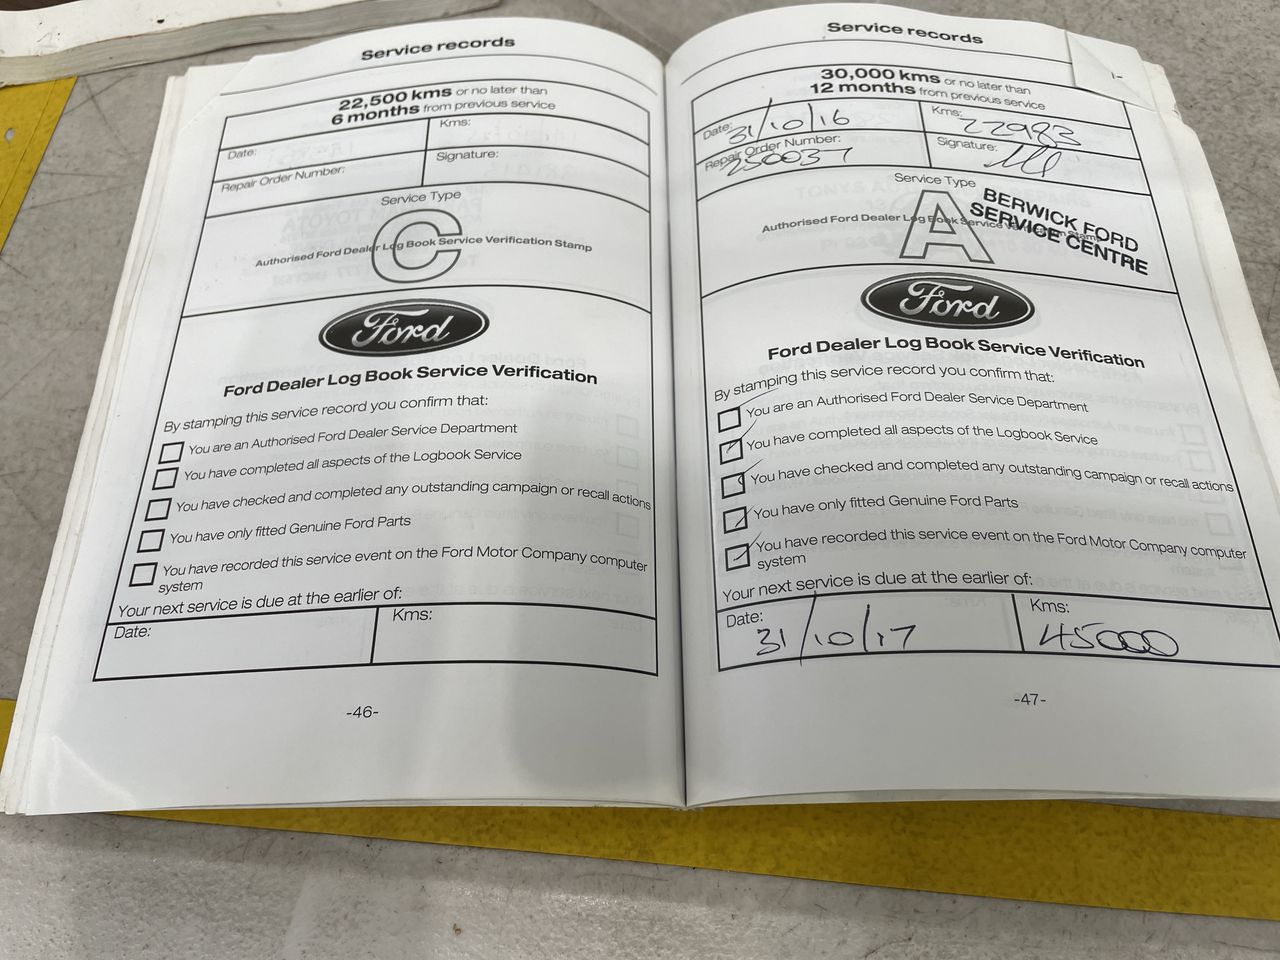 Service records
22,500 kms or no later than
6 months from previous service
Date:
Kms:
Repair Order Number:
Signature:
Service Type
C
Authorised Ford Dealer Log Book Service Verification Stamp
Ford
Ford Dealer Log Book Service Verification
By stamping this service record you confirm that:
You are an Authorised Ford Dealer Service Department
You have completed all aspects of the Logbook Service
You have checked and completed any outstanding campaign or recall actions
You have only fitted Genuine Ford Parts
You have recorded this service event on the Ford Motor Company computer
system
Your next service is due at the earlier of:
Date:
Kms:
-46-
Service records
30,000 kms or no later than
12 months from previous service
Date: 31/10/16
Kms: 22983
Repair Order Number:
250037
Signature:
Service Type
A
Authorised Ford Dealer Log Book Service Verification Stamp
BERWICK FORD
SERVICE CENTRE
Ford
Ford Dealer Log Book Service Verification
By stamping this service record you confirm that:
You are an Authorised Ford Dealer Service Department
You have completed all aspects of the Logbook Service
You have checked and completed any outstanding campaign or recall actions
You have only fitted Genuine Ford Parts
You have recorded this service event on the Ford Motor Company computer
system
Your next service is due at the earlier of:
Date: 31/10/17
Kms: 45000
-47-